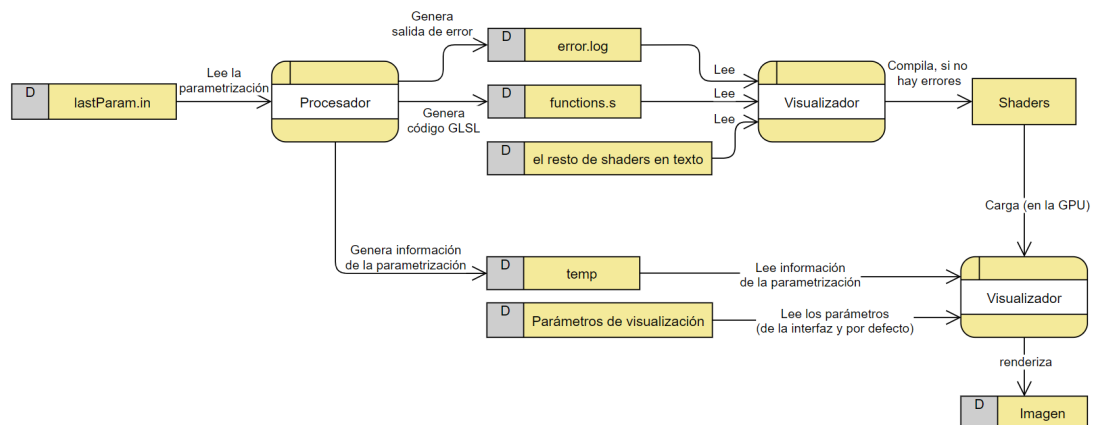 Genera
salida de error
D
error.log
Lee la
parametrización
D
lastParam.in
Procesador
Genera
código GLSL
D
functions.s
D
el resto de shaders en texto
Lee
Lee
Lee
Visualizador
Compila, si no
hay errores
Shaders
Carga (en la GPU)
Genera información
de la parametrización
D
temp
Lee información
de la parametrización
D
Parámetros de visualización
Lee los parámetros
(de la interfaz y por defecto)
Visualizador
renderiza
D
Imagen